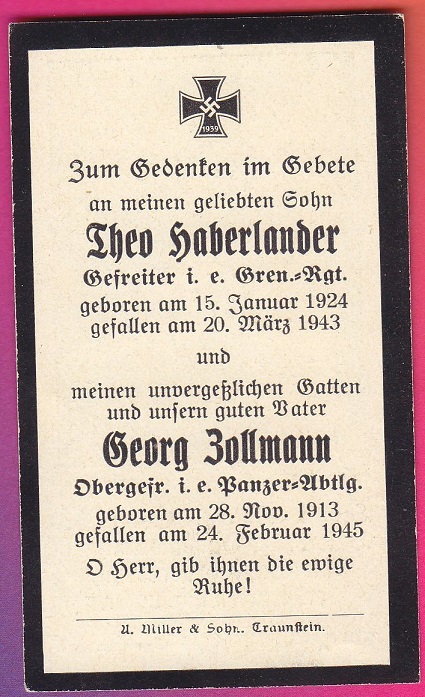 1939
Zum Gedenken im Gebete
an meinen geliebten Sohn
Theo Haberlander
Gefreiter i. e. Gren.=Rgt.
geboren am 15. Januar 1924
gefallen am 20. März 1943
und
meinen unvergeßlichen Gatten
und unsern guten Vater
Georg Zollmann
Obergefr. i. e. Panzer=Abtlg.
geboren am 28. Nov. 1913
gefallen am 24. Februar 1945
O Herr, gib ihnen die ewige
Ruhe!
A. Miller & Sohn. Traunstein.